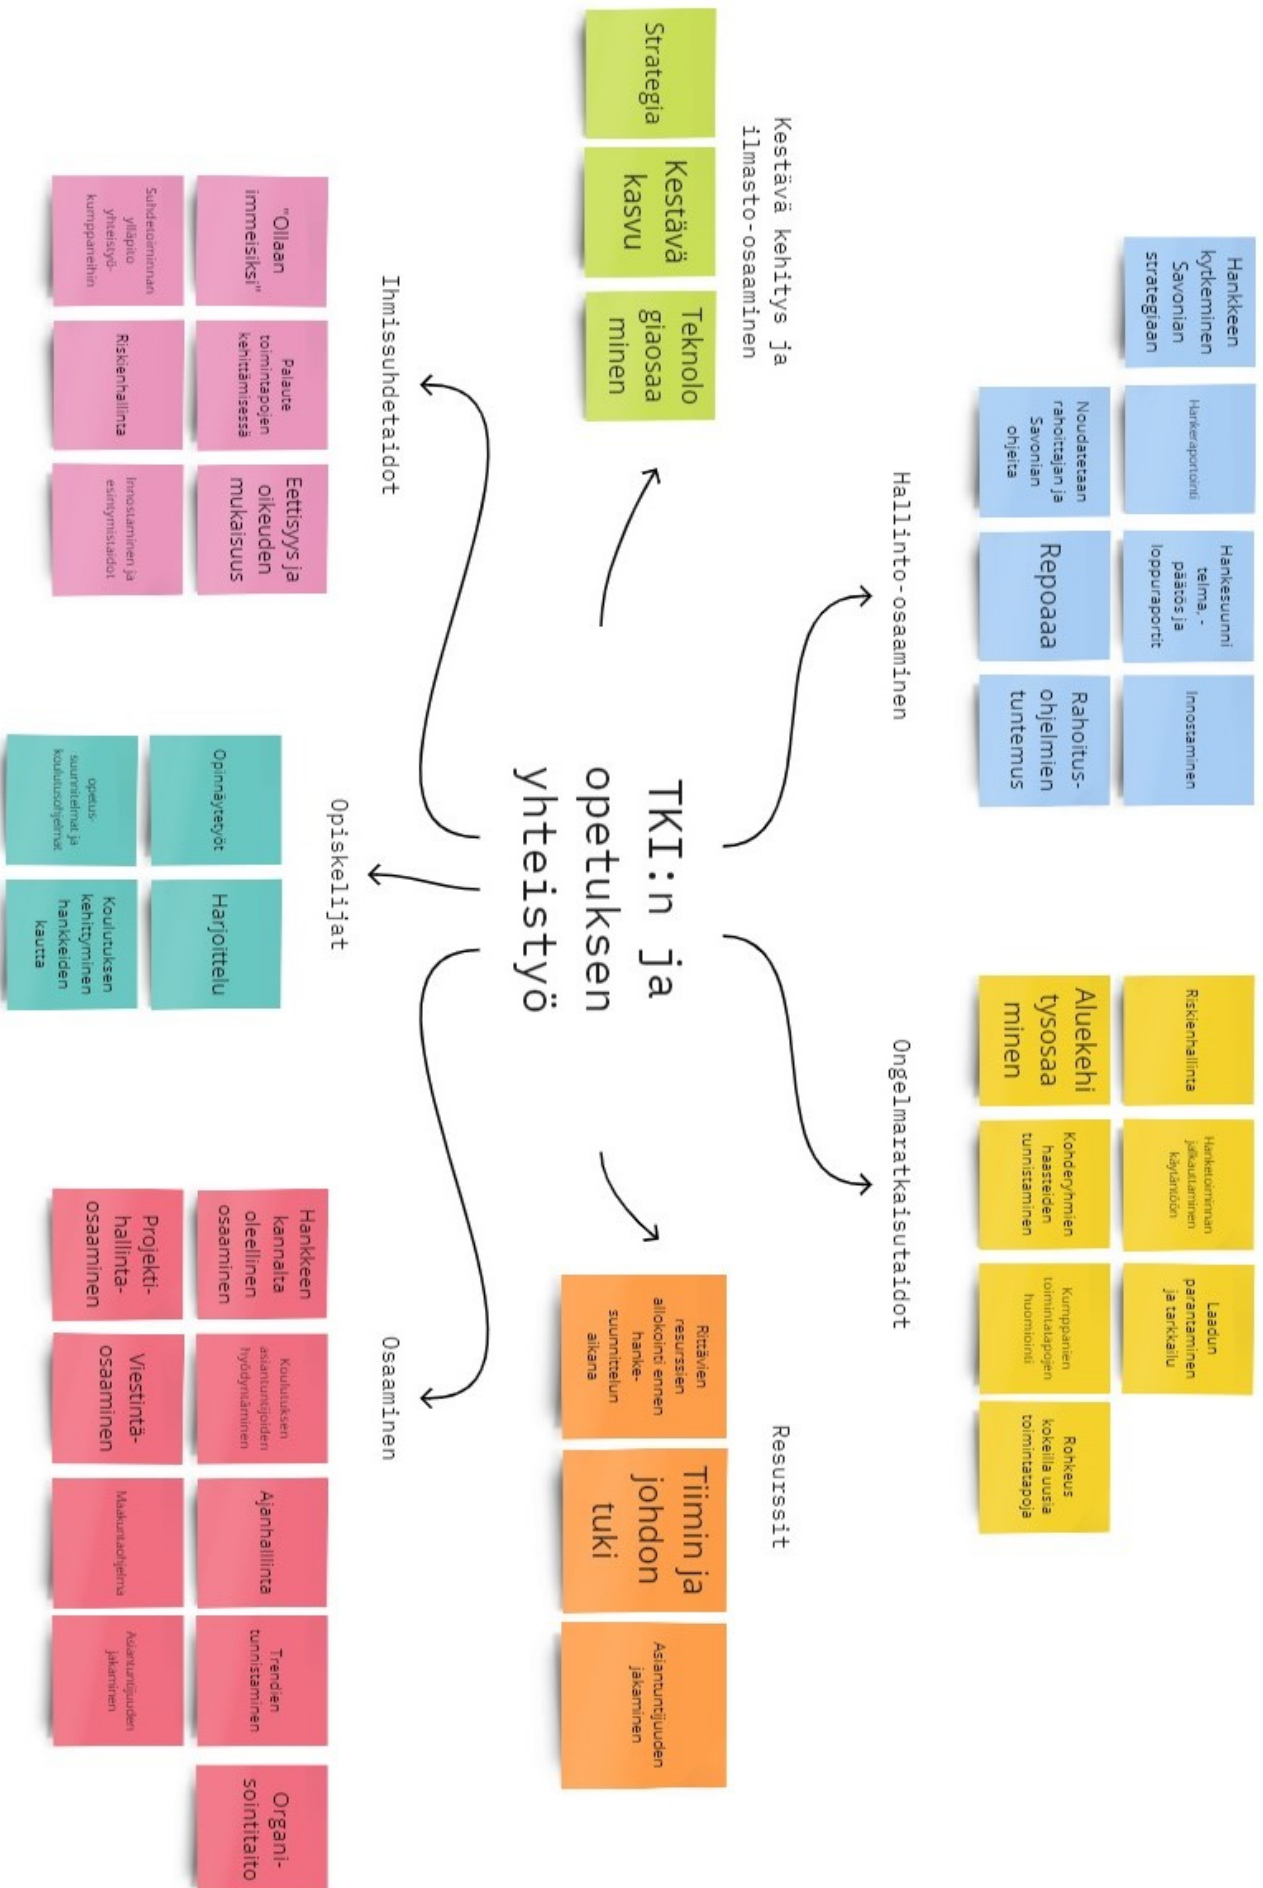 Hankkeen
kytkeminen
Savonian
strategiaan
Hankeraportointi
Hankesuunni
telma, -
päätös ja
loppuraportit
Innostaminen
Noudatetaan
rahoittajan ja
Savonian
ohjeita
Repoaaa
Rahoitus-
ohjelmien
tuntemus
Hallinto-osaaminen
Riskienhallinta
Hanketoiminnan
jalkauttaminen
käytäntöön
Laadun
parantaminen
ja tarkkailu
Aluekehi
tysosaa
minen
Kohderyhmien
haasteiden
tunnistaminen
Kumppanien
toimintatapojen
huomiointi
Rohkeus
kokeilla uusia
toimintatapoja
Ongelmaratkaisutaidot
Kestävä kehitys ja
ilmasto-osaaminen
Strategia
Kestävä
kasvu
Teknolo
giaosaa
minen
TKI:n ja
opetuksen
yhteistyö
Resurssit
Rittävien
resurssien
allokointi ennen
hanke-
suunnittelun
aikana
Tiimin ja
johdon
tuki
Asiantuntijuuden
jakaminen
Ihmissuhdetaidot
"Ollaan
immeisiksi"
Palaute
toimintapojen
kehittämisessä
Eettisyys ja
oikeuden
mukaisuus
Suhdetoiminnan
ylläpito
yhteistyö-
kumppaneihin
Riskienhallinta
Innostaminen ja
esintymistaidot
Opiskelijat
Opinnäytetyöt
Harjoittelu
opetus-
suunnitelmat ja
koulutusohjelmat
Koulutuksen
kehittyminen
hankkeiden
kautta
Osaaminen
Hankkeen
kannalta
oleellinen
osaaminen
Koulutuksen
asiantuntijoiden
hyödyntäminen
Ajanhalllinta
Trendien
tunnistaminen
Organi-
sointitaito
Projekti-
hallinta-
osaaminen
Viestintä-
osaaminen
Maakuntaohjelma
Asiantuntijuuden
jakaminen